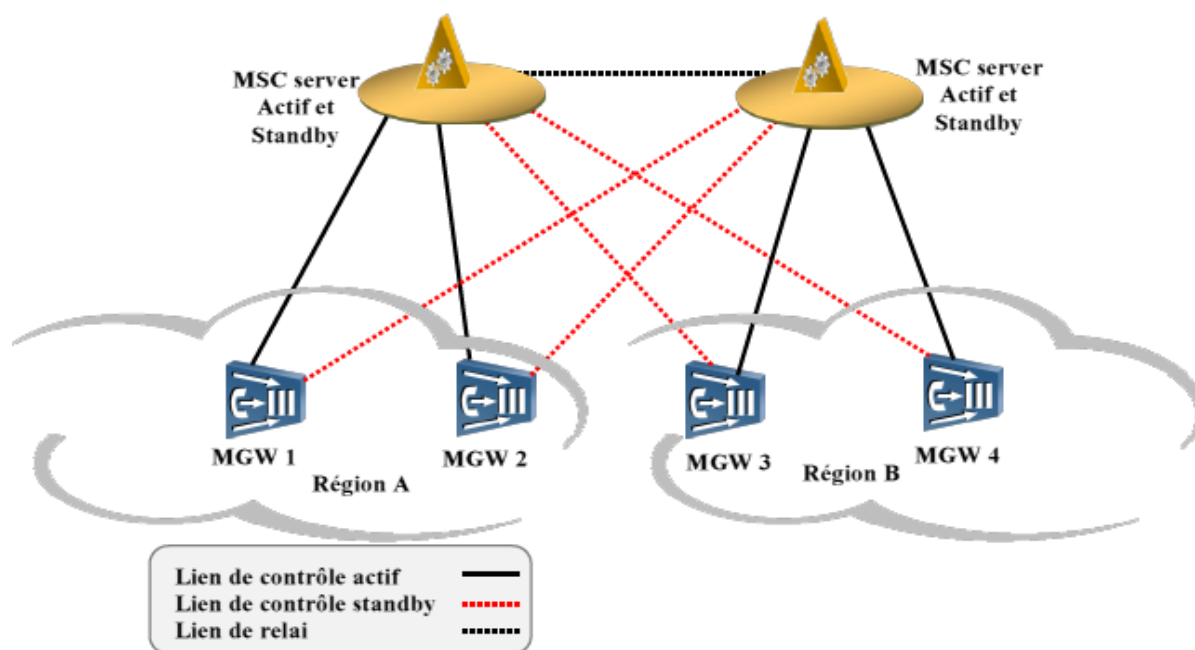 MSC server
Actif et
Standby
MSC server
Actif et
Standby
MGW 1
MGW 2
MGW 3
MGW 4
Région A
Région B
Lien de contrôle actif
Lien de contrôle standby
Lien de relai